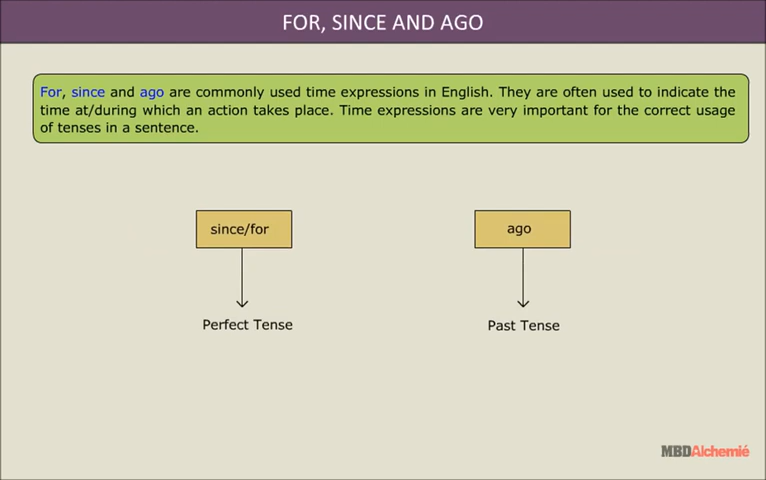 FOR, SINCE AND AGO
For, since and ago are commonly used time expressions in English. They are often used to indicate the
time at/during which an action takes place. Time expressions are very important for the correct usage
of tenses in a sentence.
since/for
ago
Perfect Tense
Past Tense
MBDAlchemié